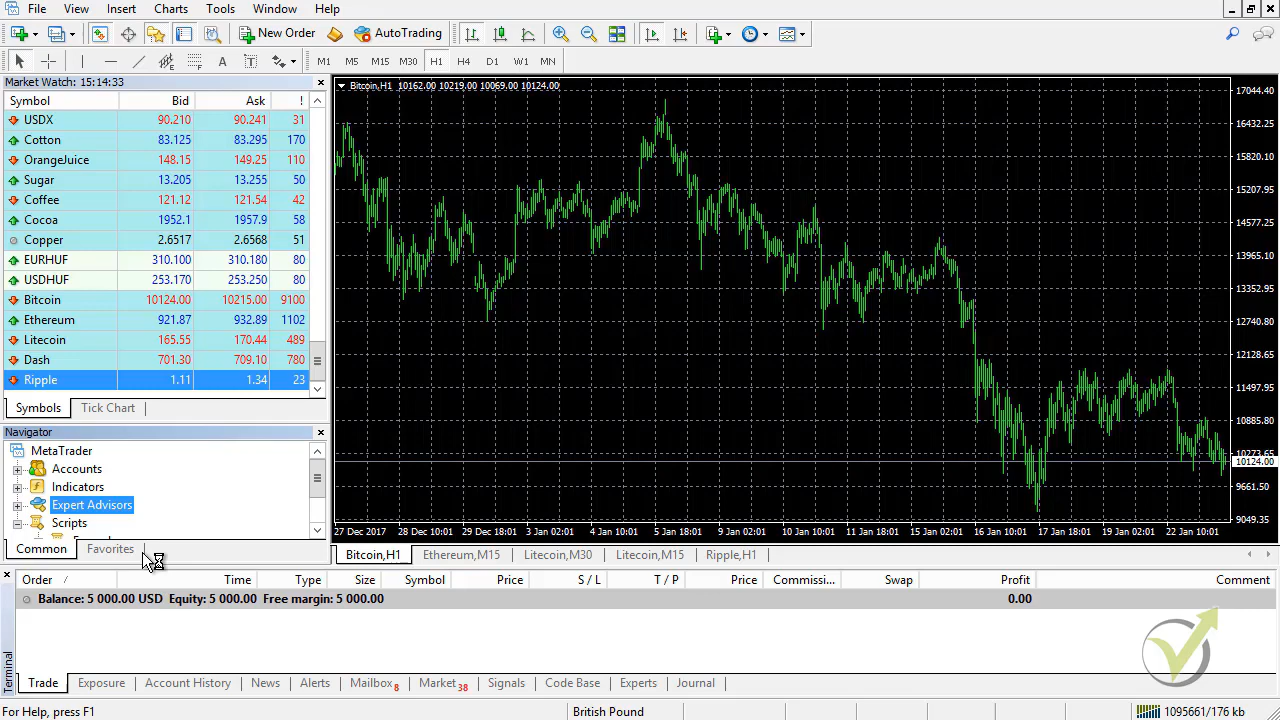 File View Insert Charts Tools Window Help
New Order AutoTrading
A T M1 M5 M15 M30 H1 H4 D1 W1 MN
Market Watch: 15:14:33
Symbol Bid Ask !
USDX 90.210 90.241 31
Cotton 83.125 83.295 170
OrangeJuice 148.15 149.25 110
Sugar 13.205 13.255 50
Coffee 121.12 121.54 42
Cocoa 1952.1 1957.9 58
Copper 2.6517 2.6568 51
EURHUF 310.100 310.180 80
USDHUF 253.170 253.250 80
Bitcoin 10124.00 10215.00 9100
Ethereum 921.87 932.89 1102
Litecoin 165.55 170.44 489
Dash 701.30 709.10 780
Ripple 1.11 1.34 23
Symbols Tick Chart
Navigator
MetaTrader
Accounts
Indicators
Expert Advisors
Scripts
Common Favorites
Bitcoin,H1 10162.00 10219.00 10069.00 10124.00
17044.40
16432.25
15820.10
15207.95
14577.25
13965.10
13352.95
12740.80
12128.65
11497.95
10885.80
10273.65
10124.00
9661.50
9049.35
27 Dec 2017 28 Dec 10:01 29 Dec 18:01 2 Jan 02:01 4 Jan 10:01 5 Jan 18:01 9 Jan 02:01 10 Jan 10:01 11 Jan 18:01 15 Jan 02:01 16 Jan 10:01 17 Jan 18:01 19 Jan 02:01 22 Jan 10:01
Bitcoin,H1 Ethereum,M15 Litecoin,M30 Litecoin,M15 Ripple,H1
Order / Time Type Size Symbol Price S / L T / P Price Commissi... Swap Profit Comment
Balance: 5 000.00 USD Equity: 5 000.00 Free margin: 5 000.00 0.00
Terminal
Trade Exposure Account History News Alerts Mailbox 8 Market 38 Signals Code Base Experts Journal
For Help, press F1 British Pound 1095661/176 kb